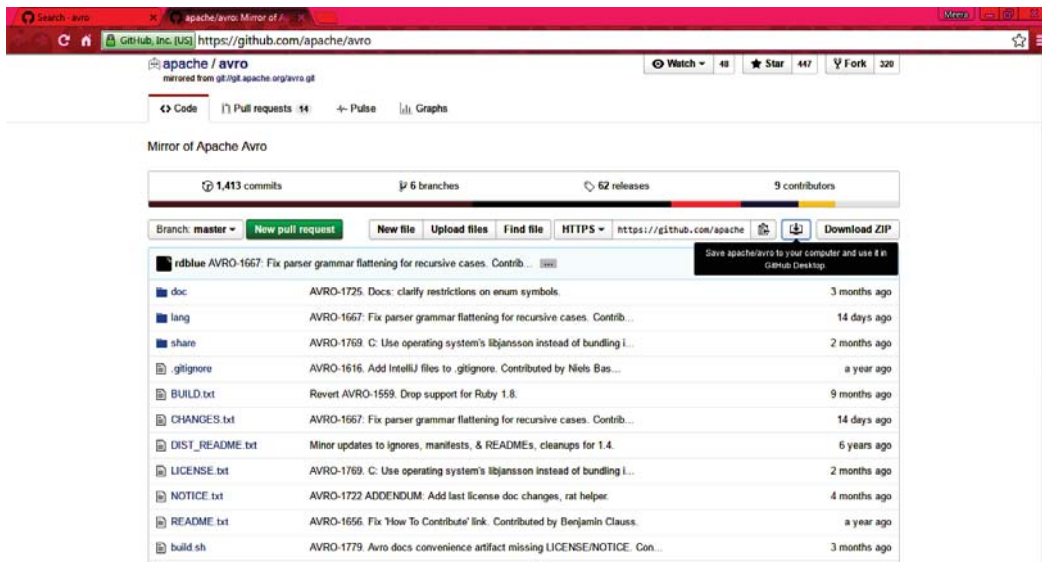 Search · avro
apache/avro: Mirror of A
Meera
GitHub, Inc. [US] https://github.com/apache/avro
apache / avro
mirrored from git://git.apache.org/avro.git
Watch 48 Star 447 Fork 320
Code Pull requests 14 Pulse Graphs
Mirror of Apache Avro
1,413 commits 6 branches 62 releases 9 contributors
Branch: master New pull request New file Upload files Find file HTTPS https://github.com/apache Download ZIP
Save apache/avro to your computer and use it in
GitHub Desktop.
rdblue AVRO-1667: Fix parser grammar flattening for recursive cases. Contrib... ...
doc AVRO-1725. Docs: clarify restrictions on enum symbols. 3 months ago
lang AVRO-1667: Fix parser grammar flattening for recursive cases. Contrib... 14 days ago
share AVRO-1769. C: Use operating system's libjansson instead of bundling i... 2 months ago
.gitignore AVRO-1616. Add IntelliJ files to .gitignore. Contributed by Niels Bas... a year ago
BUILD.txt Revert AVRO-1559. Drop support for Ruby 1.8. 9 months ago
CHANGES.txt AVRO-1667: Fix parser grammar flattening for recursive cases. Contrib... 14 days ago
DIST_README.txt Minor updates to ignores, manifests, & READMEs, cleanups for 1.4. 6 years ago
LICENSE.txt AVRO-1769. C: Use operating system's libjansson instead of bundling i... 2 months ago
NOTICE.txt AVRO-1722 ADDENDUM: Add last license doc changes, rat helper. 4 months ago
README.txt AVRO-1656. Fix 'How To Contribute' link. Contributed by Benjamin Clauss. a year ago
build.sh AVRO-1779. Avro docs convenience artifact missing LICENSE/NOTICE. Con... 3 months ago